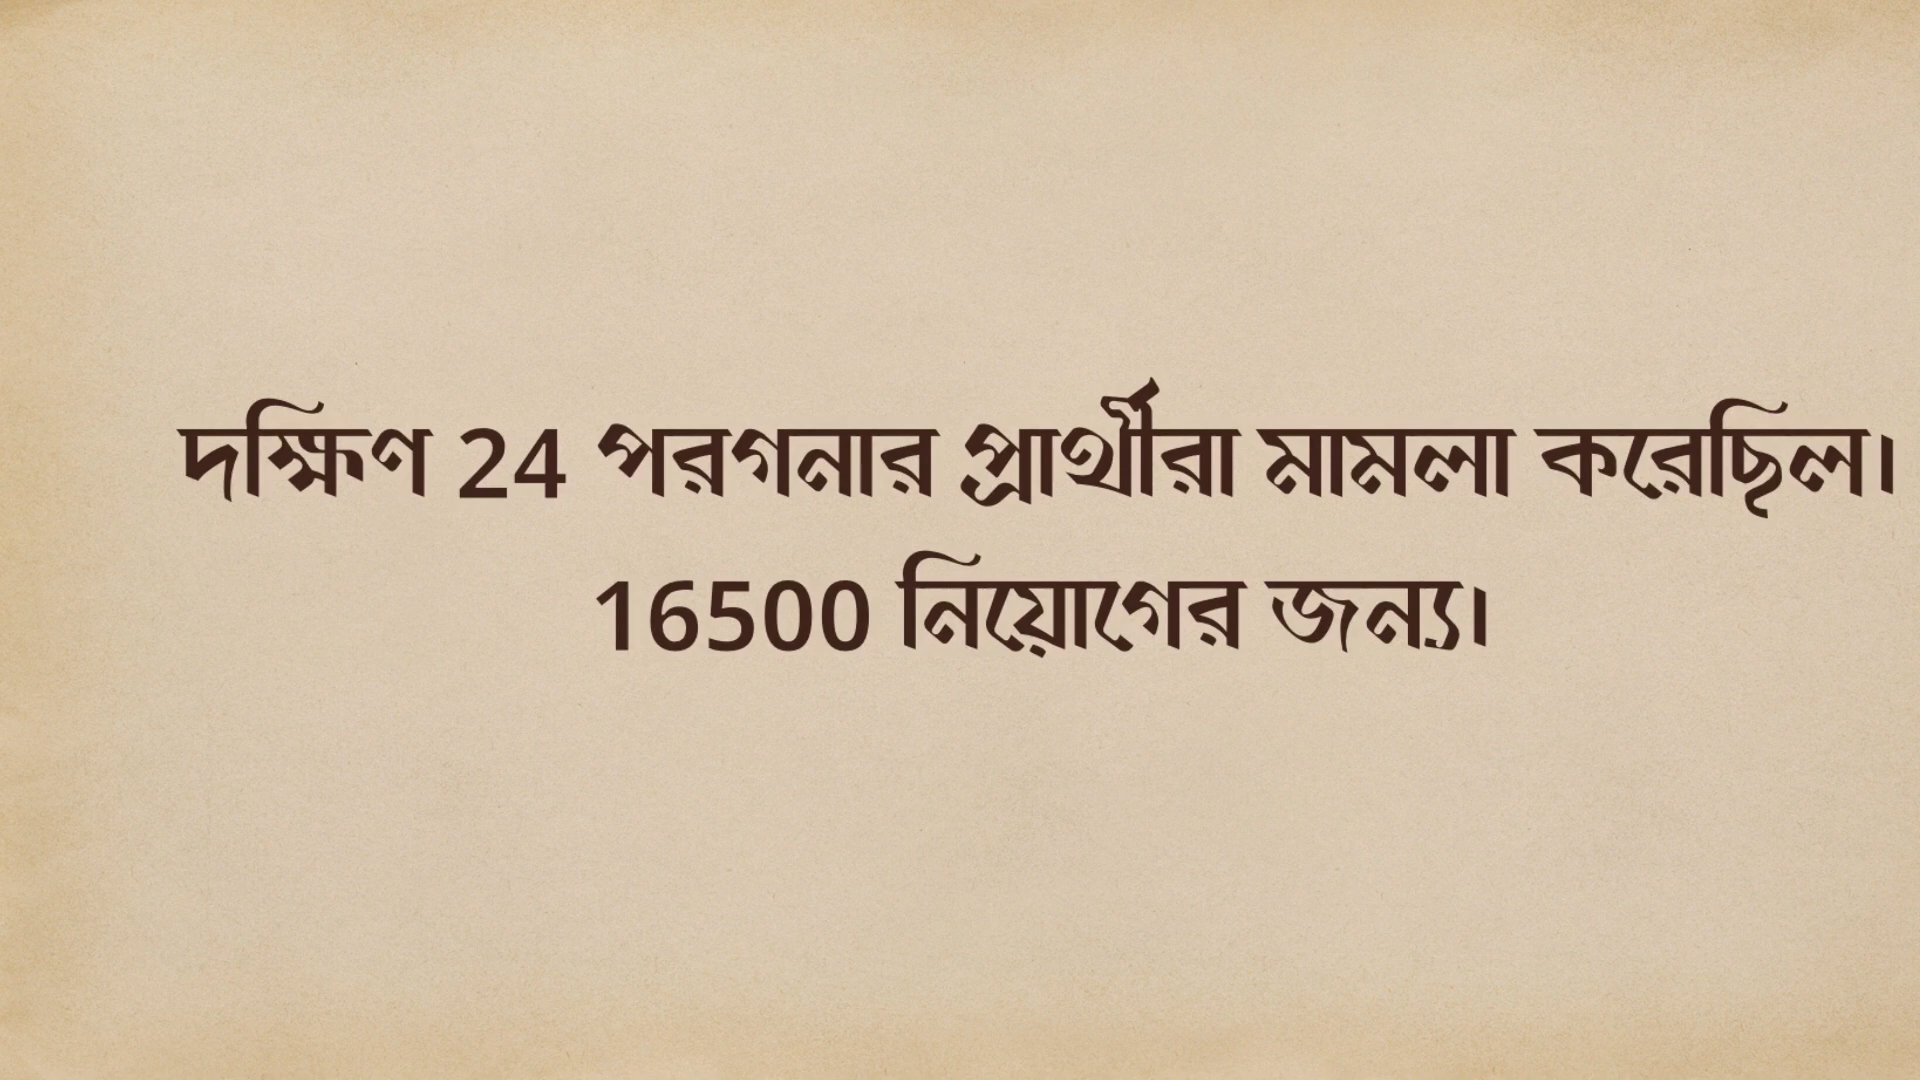 দক্ষিণ 24 পরগনার প্রার্থীরা মামলা করেছিল।
16500 নিয়োগের জন্য।